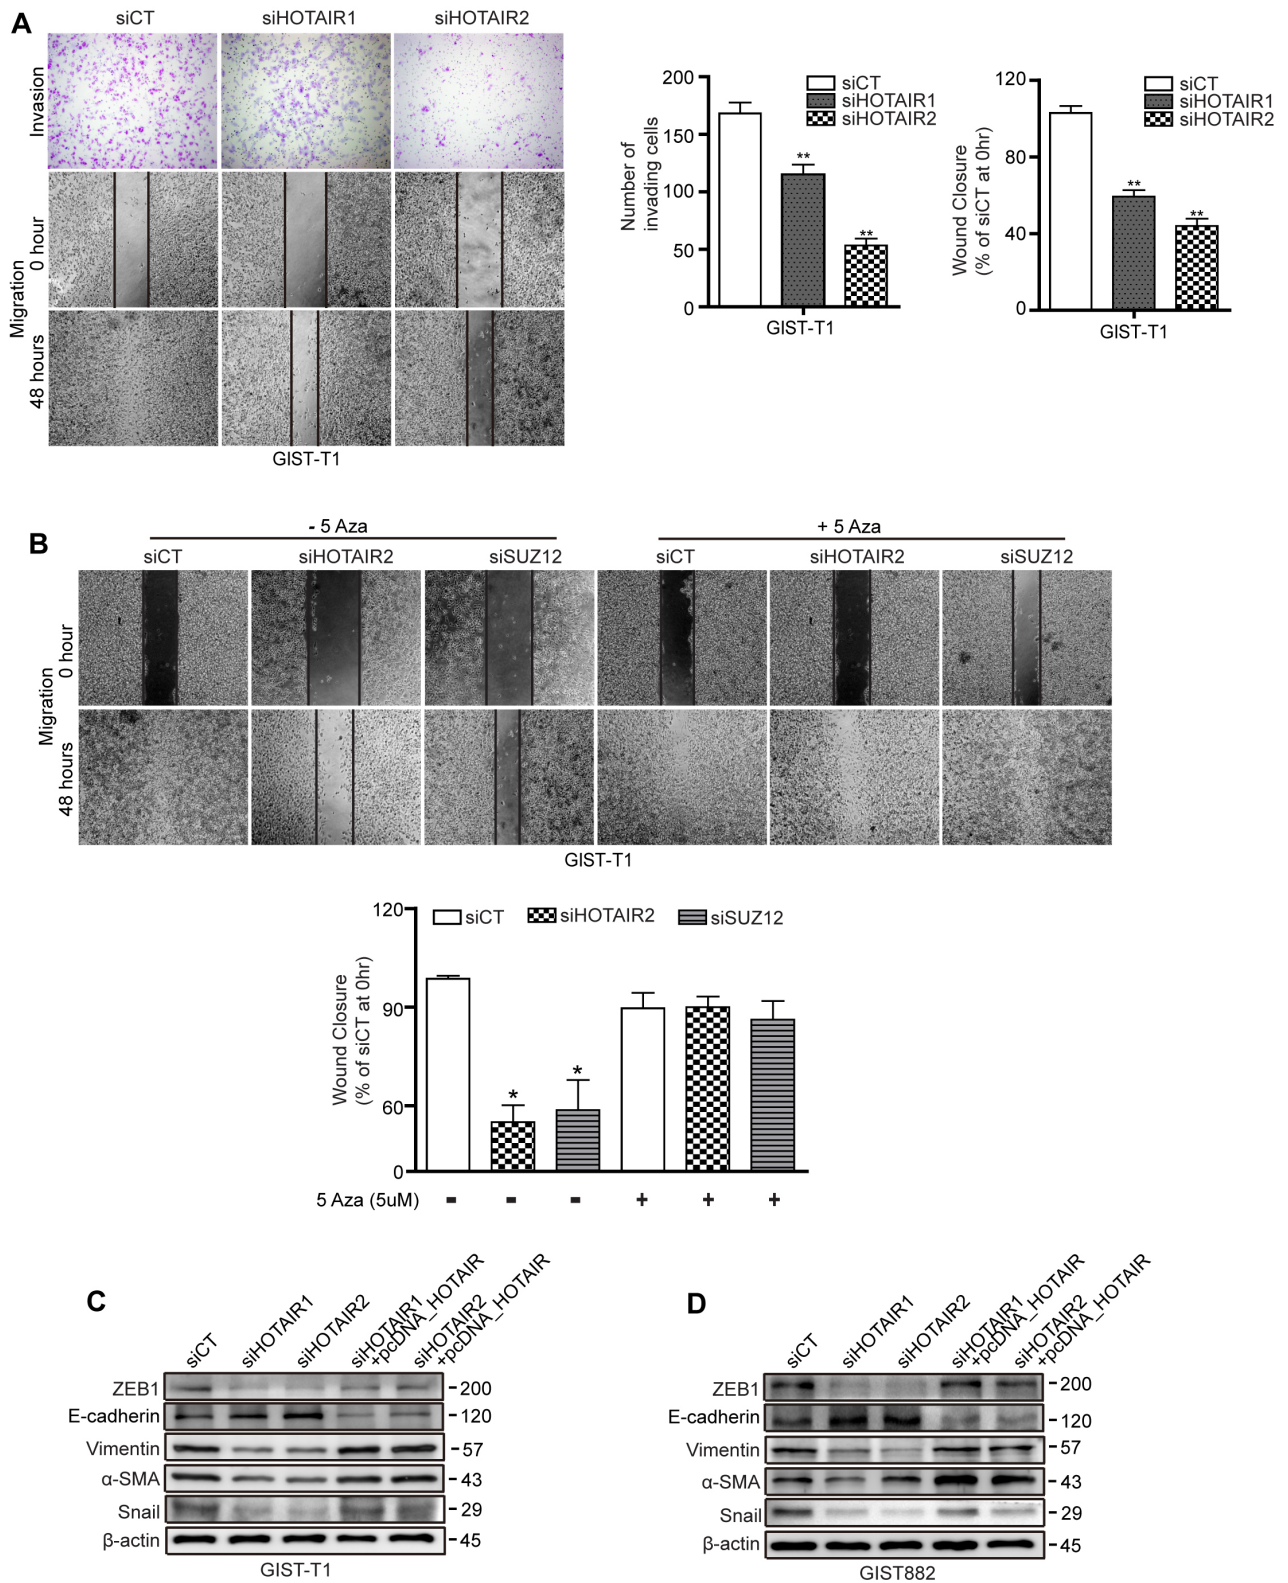 A
siCT siHOTAIR1 siHOTAIR2
Invasion
Migration
0 hour
48 hours
GIST-T1
Number of
invading cells
200
150
100
50
0
siCT
siHOTAIR1
siHOTAIR2
**
**
GIST-T1
Wound Closure
(% of siCT at 0hr)
120
80
40
0
siCT
siHOTAIR1
siHOTAIR2
**
**
GIST-T1
B
- 5 Aza + 5 Aza
siCT siHOTAIR2 siSUZ12 siCT siHOTAIR2 siSUZ12
Migration
0 hour
48 hours
GIST-T1
Wound Closure
(% of siCT at 0hr)
120
90
60
0
siCT siHOTAIR2 siSUZ12
*
*
5 Aza (5uM) - - - + + +
C
siCT
siHOTAIR1
siHOTAIR2
siHOTAIR1
+pcDNA_HOTAIR
siHOTAIR2
+pcDNA_HOTAIR
ZEB1 -200
E-cadherin -120
Vimentin -57
α-SMA -43
Snail -29
β-actin -45
GIST-T1
D
siCT
siHOTAIR1
siHOTAIR2
siHOTAIR1
+pcDNA_HOTAIR
siHOTAIR2
+pcDNA_HOTAIR
ZEB1 -200
E-cadherin -120
Vimentin -57
α-SMA -43
Snail -29
β-actin -45
GIST882